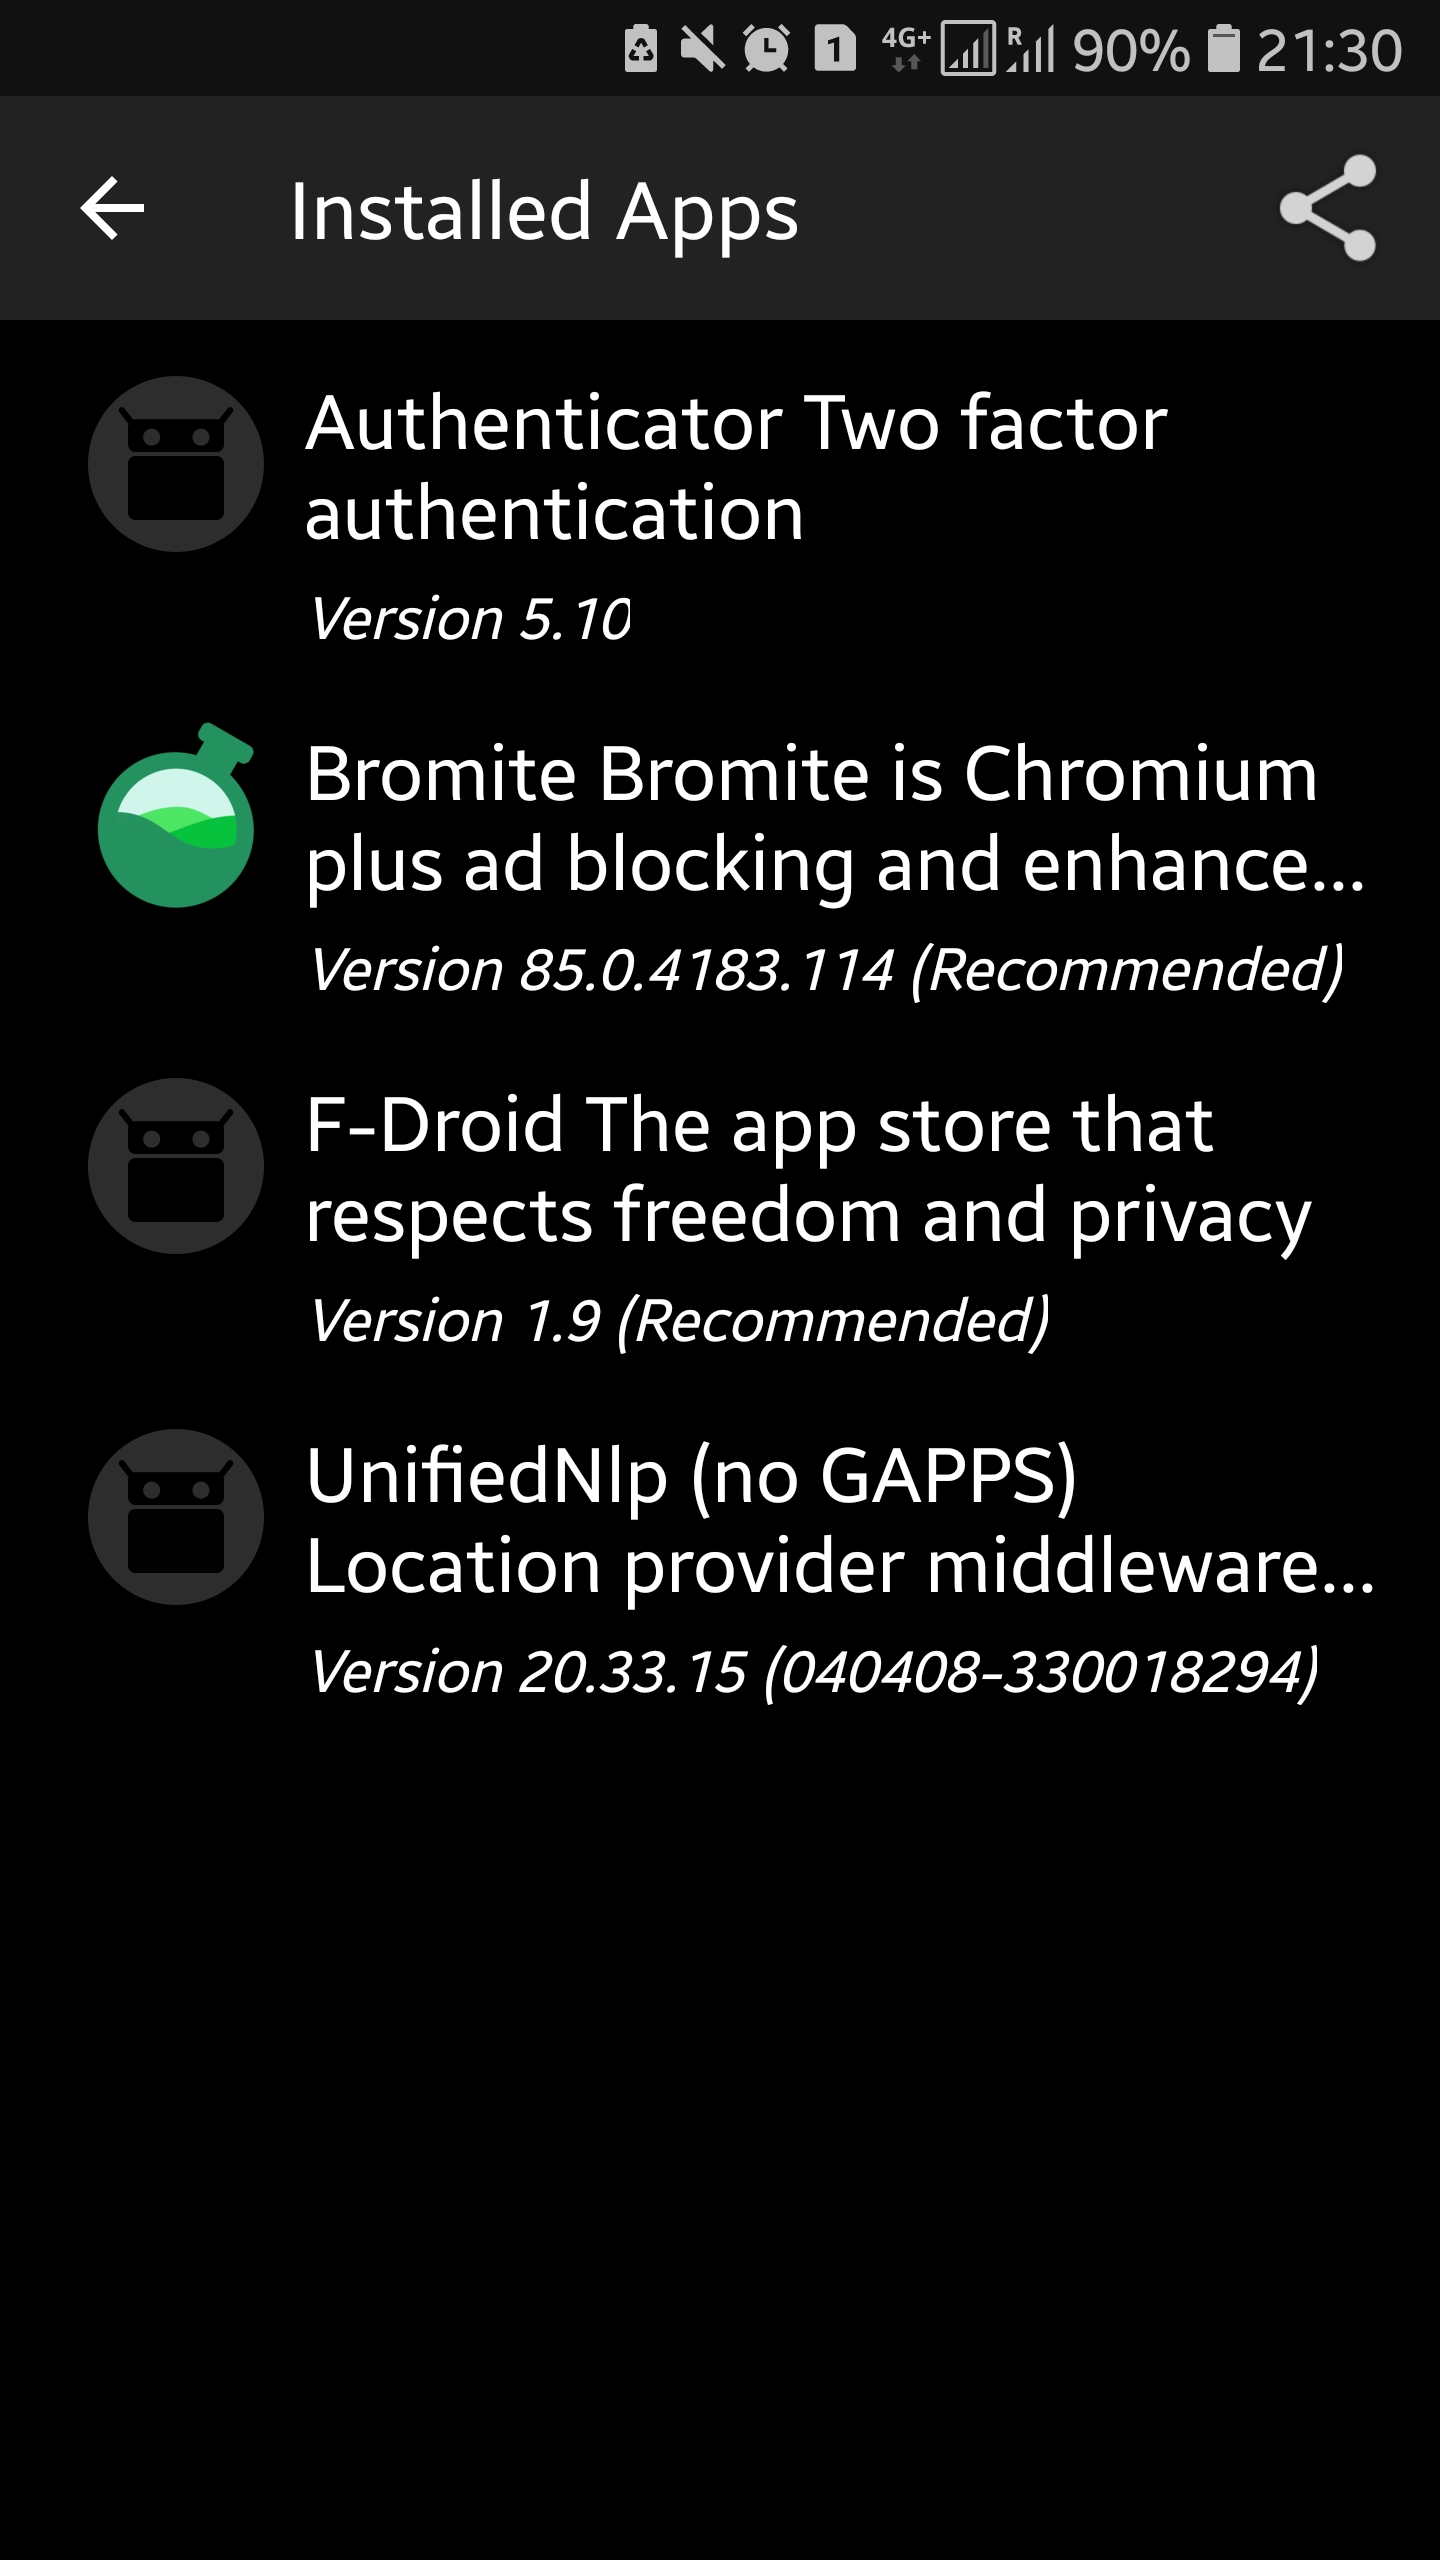 1 4G+ R 90% 21:30
Installed Apps
Authenticator Two factor
authentication
Version 5.10
Bromite Bromite is Chromium
plus ad blocking and enhance...
Version 85.0.4183.114 (Recommended)
F-Droid The app store that
respects freedom and privacy
Version 1.9 (Recommended)
UnifiedNlp (no GAPPS)
Location provider middleware...
Version 20.33.15 (040408-330018294)